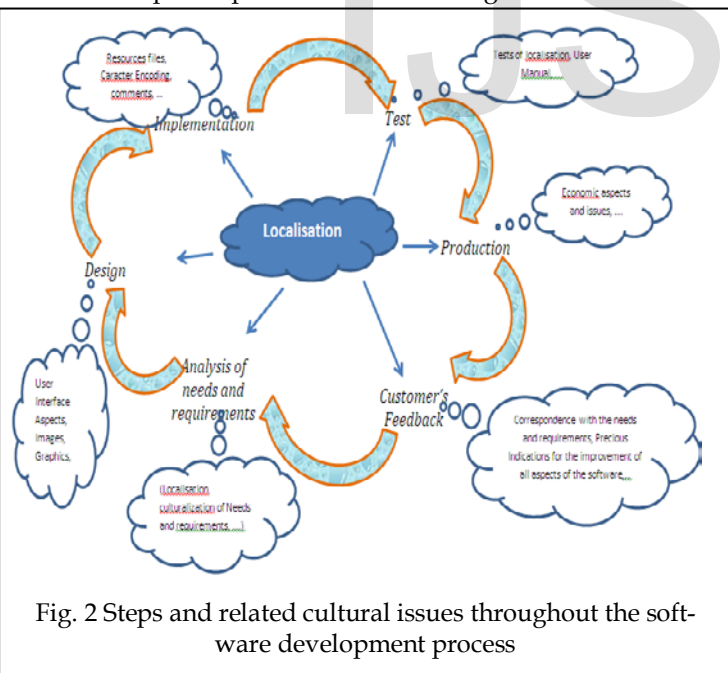 Resources files,
Caracter Encoding,
comments, ...
Implementation
Tests of localisation, User
Manual,....
Test
Economic aspects
and issues, ....
Localisation
Production
Design
User
Interface
Aspects,
Images,
Graphics,
Analysis of
needs and
requirements
Customer's
Feedback
Correspondence with the needs
and requirements, Precious
Indications for the improvement of
all aspects of the software,,,,
(Localisation,
culturalization of Needs
and requirements, ....)
Fig. 2 Steps and related cultural issues throughout the soft-
ware development process